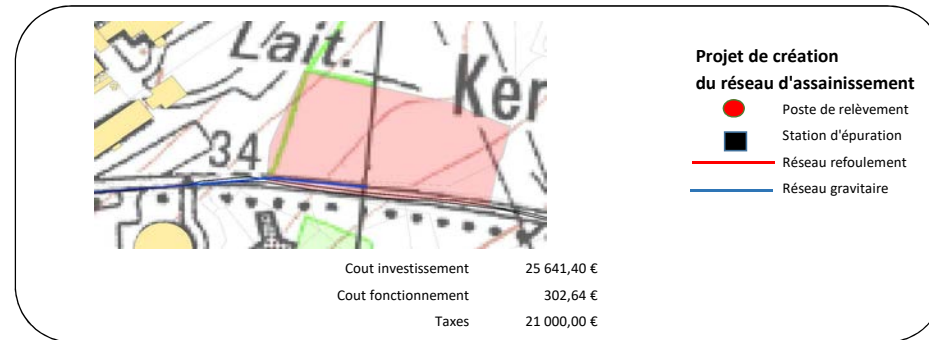 Lait.
Ker
34
Projet de création
du réseau d'assainissement
Poste de relèvement
Station d'épuration
Réseau refoulement
Réseau gravitaire
Cout investissement 25 641,40 €
Cout fonctionnement 302,64 €
Taxes 21 000,00 €